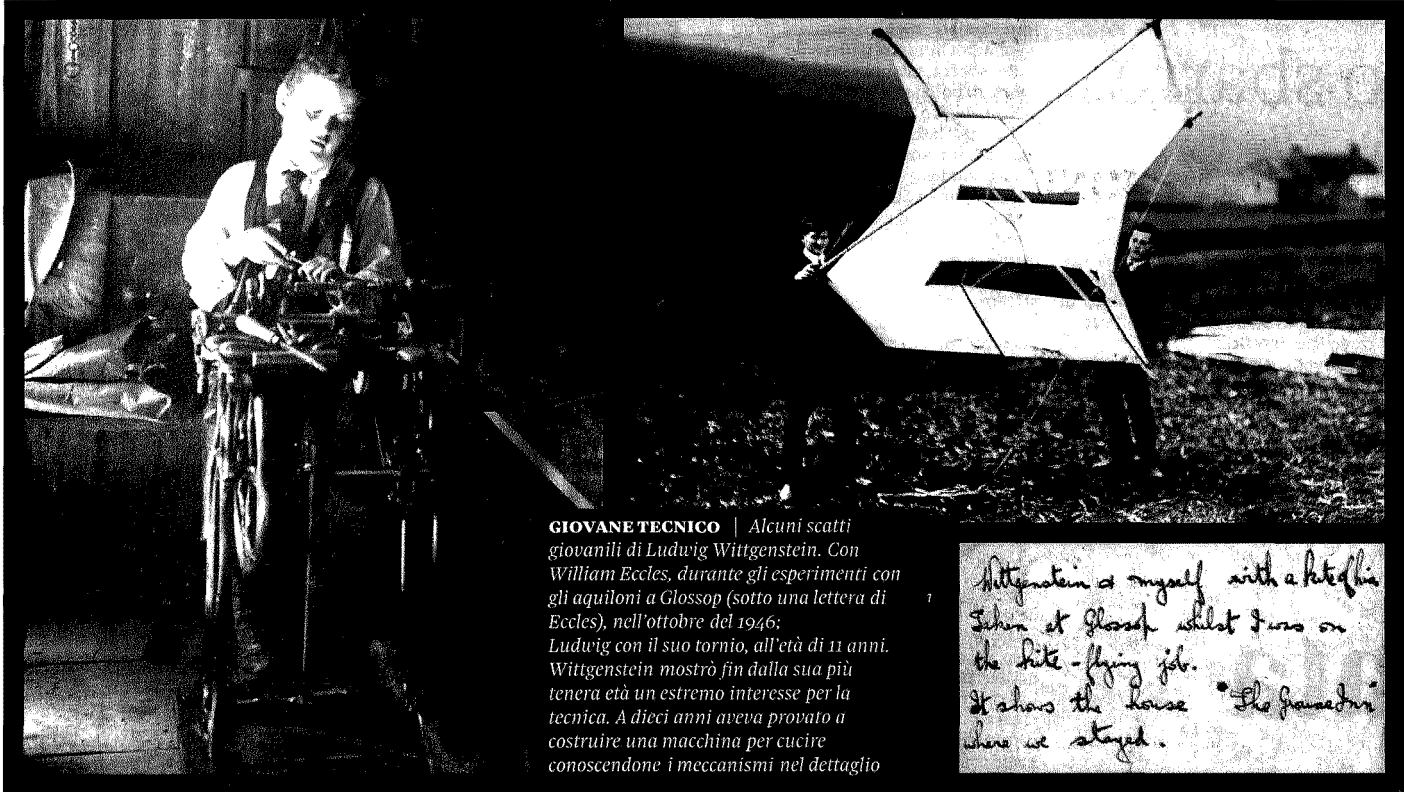 GIOVANE TECNICO | Alcuni scatti
giovanili di Ludwig Wittgenstein. Con
William Eccles, durante gli esperimenti con
gli aquiloni a Glossop (sotto una lettera di
Eccles), nell'ottobre del 1946;
Ludwig con il suo tornio, all'età di 11 anni.
Wittgenstein mostrò fin dalla sua più
tenera età un estremo interesse per la
tecnica. A dieci anni aveva provato a
costruire una macchina per cucire
conoscendone i meccanismi nel dettaglio
Wittgenstein & myself with a kite of his
Taken at Glossop whilst I was on
the kite-flying job.
It shows the house "The Grouse Inn"
where we stayed.